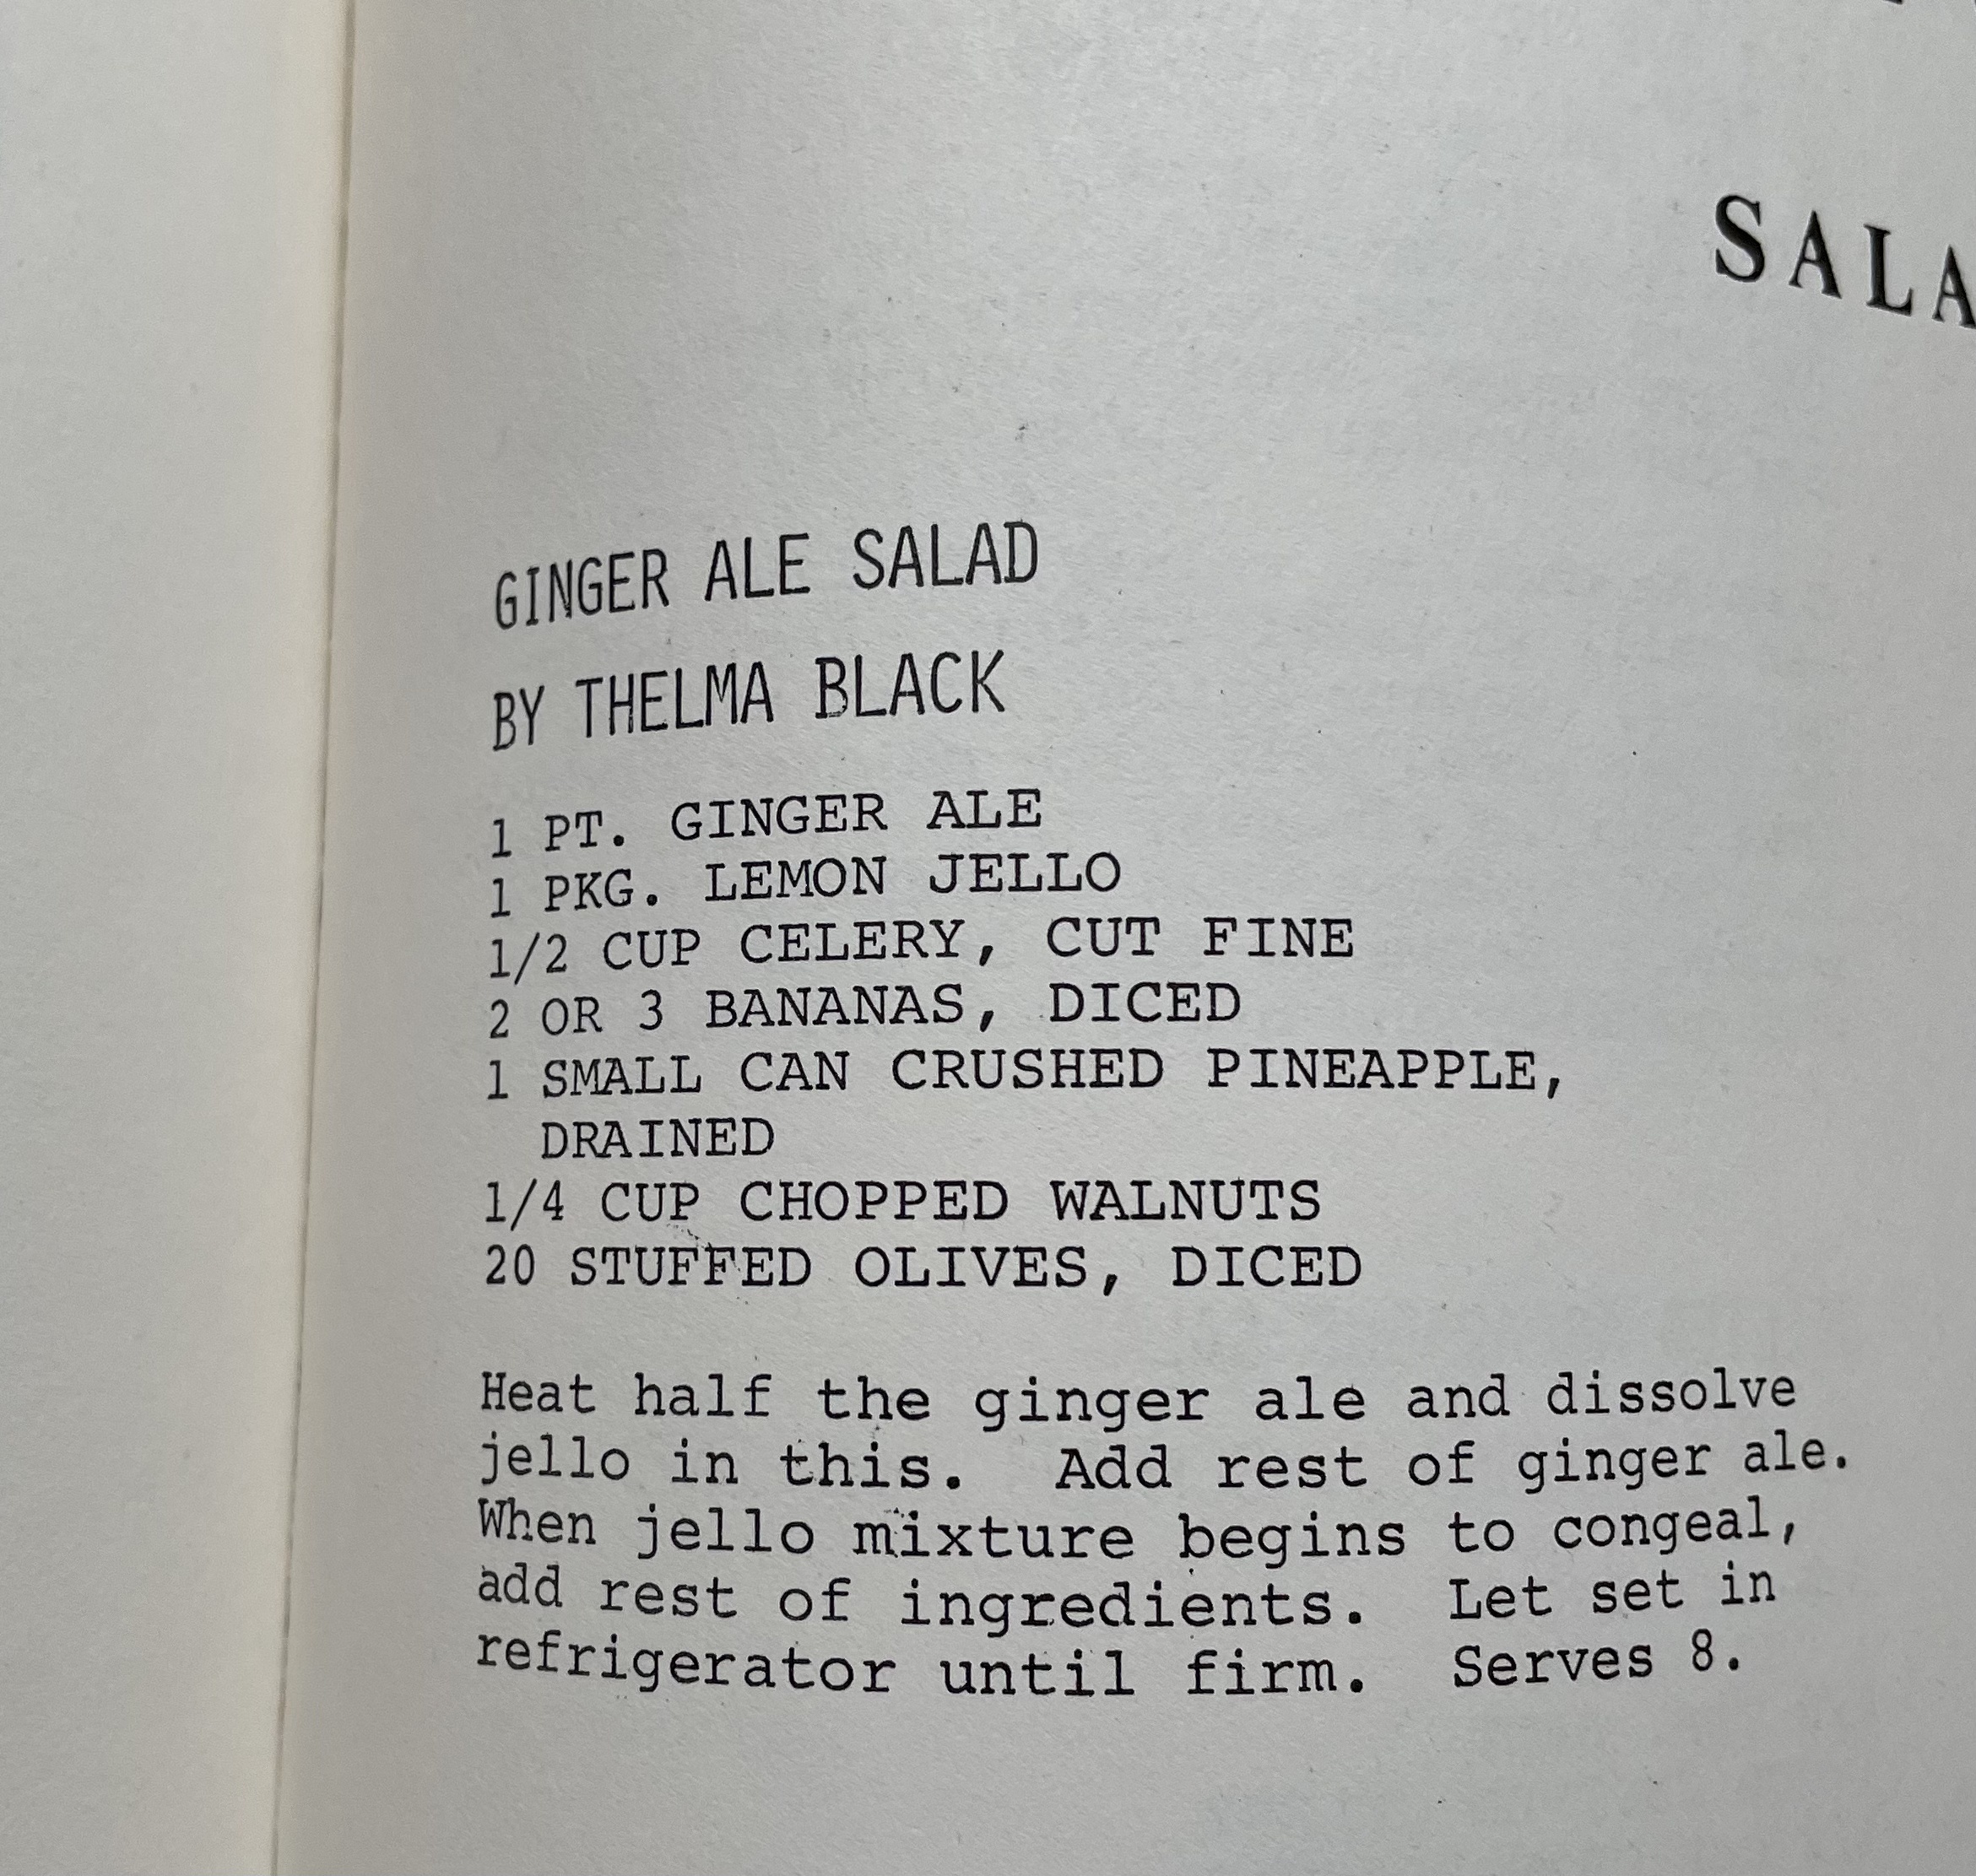 GINGER ALE SALAD
BY THELMA BLACK
1 PT. GINGER ALE
1 PKG. LEMON JELLO
1/2 CUP CELERY, CUT FINE
2 OR 3 BANANAS, DICED
1 SMALL CAN CRUSHED PINEAPPLE,
DRAINED
1/4 CUP CHOPPED WALNUTS
20 STUFFED OLIVES, DICED
Heat half the ginger ale and dissolve
jello in this.  Add rest of ginger ale.
When jello mixture begins to congeal,
add rest of ingredients.  Let set in
refrigerator until firm.  Serves 8.